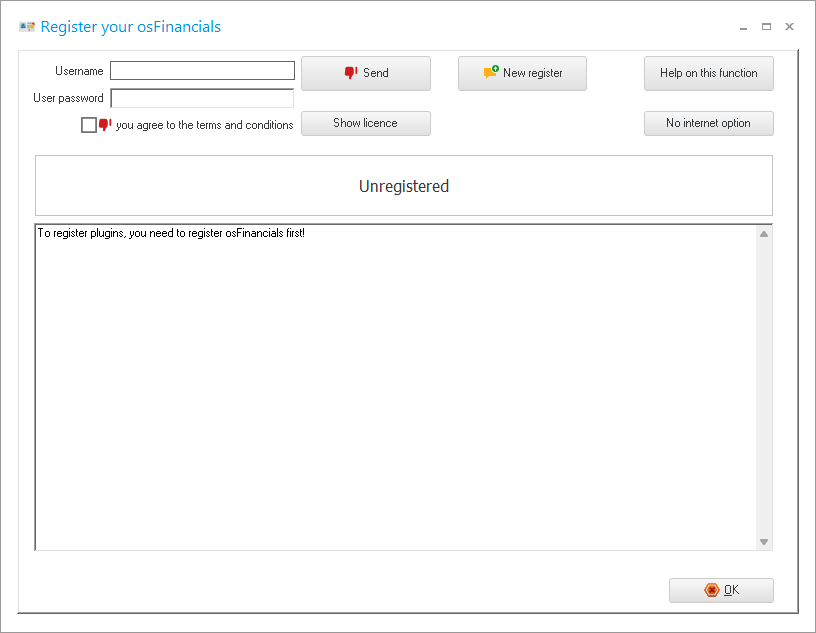 Register your osFinancials
Username
Send
New register
Help on this function
User password
you agree to the terms and conditions
Show licence
No internet option
Unregistered
To register plugins, you need to register osFinancials first!
OK